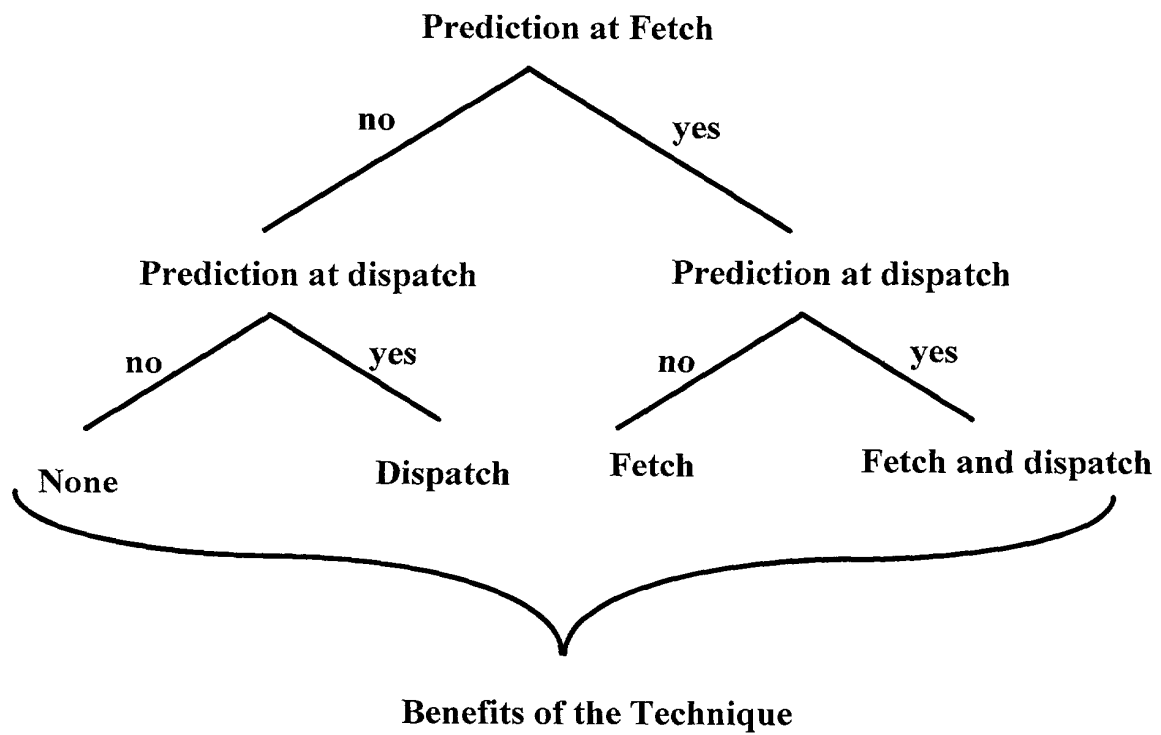 Prediction at Fetch
no
yes
Prediction at dispatch
Prediction at dispatch
no
yes
no
yes
None
Dispatch
Fetch
Fetch and dispatch
Benefits of the Technique